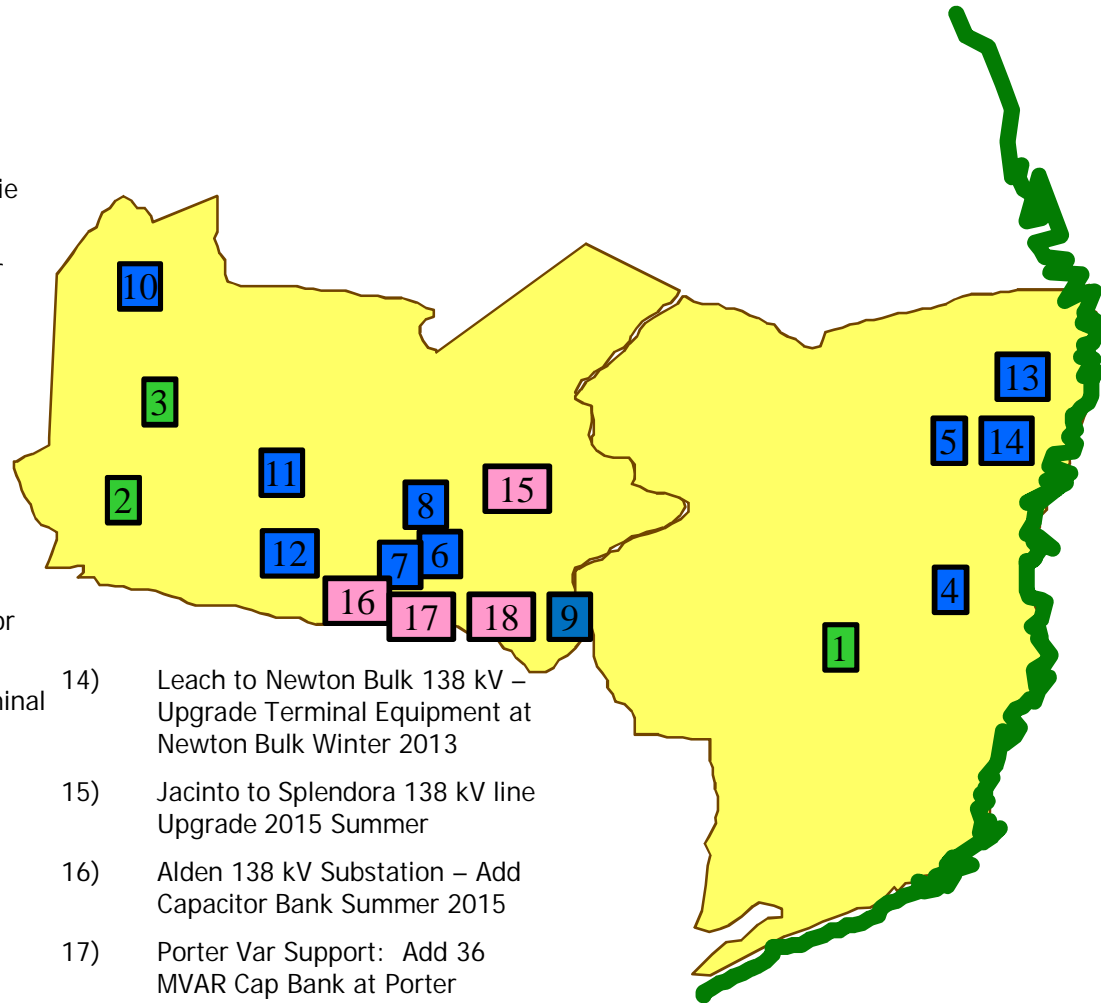 ie
10
3
13
5
14
11
2
8
15
12
7
6
16
17
18
9
4
1
or
minal
14) Leach to Newton Bulk 138 kV –
Upgrade Terminal Equipment at
Newton Bulk Winter 2013
15) Jacinto to Splendora 138 kV line
Upgrade 2015 Summer
16) Alden 138 kV Substation – Add
Capacitor Bank Summer 2015
17) Porter Var Support: Add 36
MVAR Cap Bank at Porter